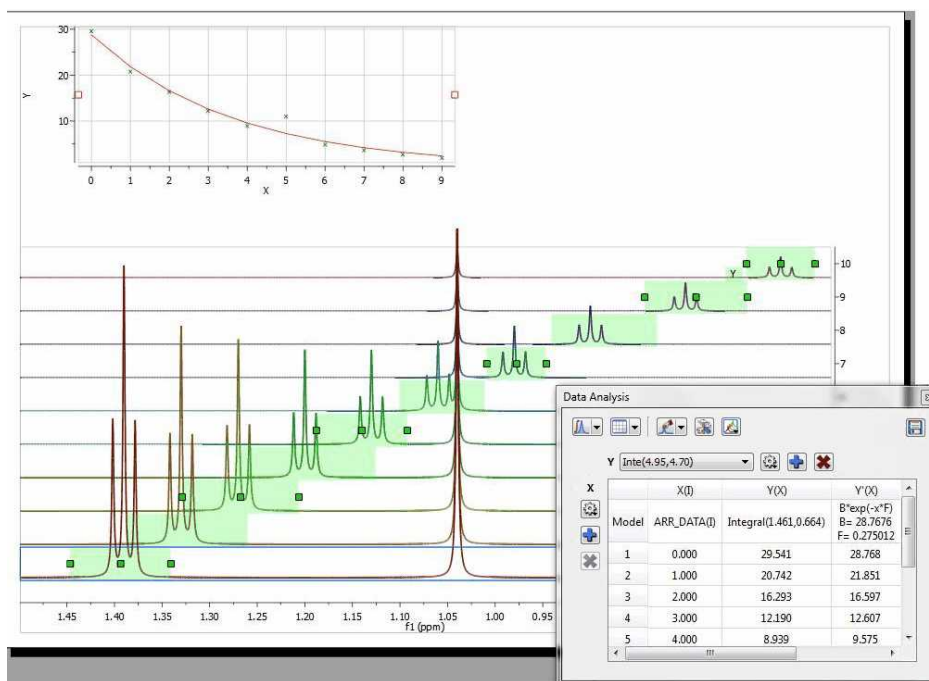 30
20
10
Y
0 1 2 3 4 5 6 7 8 9
X
10
Y
9
8
7
1.45 1.40 1.35 1.30 1.25 1.20 1.15 1.10 1.05 1.00 0.95
f1 (ppm)
Data Analysis
Y Inte(4.95,4.70)
X
X(I) Y(X) Y'(X)
Model ARR_DATA(I) Integral(1.461,0.664) B*exp(-x*F)
B= 28.7676
F= 0.275012
1 0.000 29.541 28.768
2 1.000 20.742 21.851
3 2.000 16.293 16.597
4 3.000 12.190 12.607
5 4.000 8.939 9.575